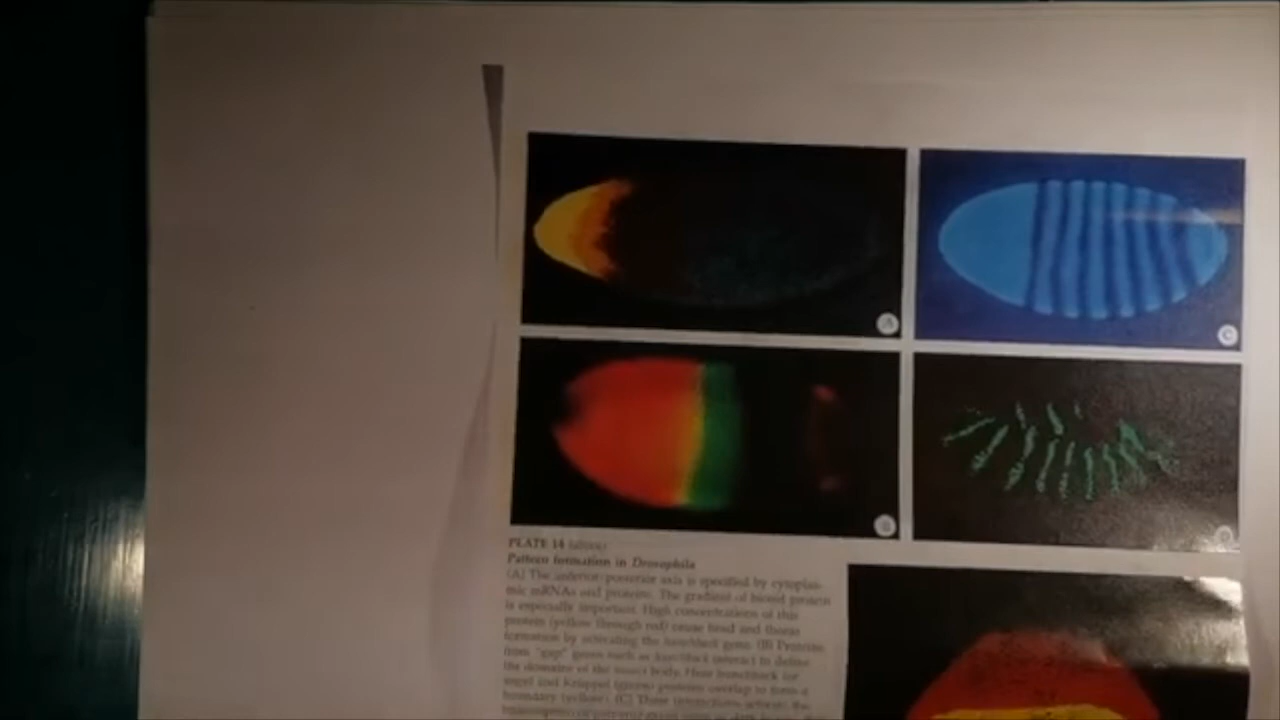 A
C
B
PLATE 14 (above)
Pattern formation in Drosophila
(A) The anterior-posterior axis is specified by cytoplas-
mic mRNAs and proteins. The gradient of bicoid protein
is especially important. High concentrations of this
protein (yellow through red) cause head and thorax
formation by activating the hunchback gene. (B) Proteins
from "gap" genes such as hunchback interact to define
the domains of the insect body. Here hunchback (or
ange) and Krüppel (green) proteins overlap to form a
boundary (yellow). (C) These interactions activate the